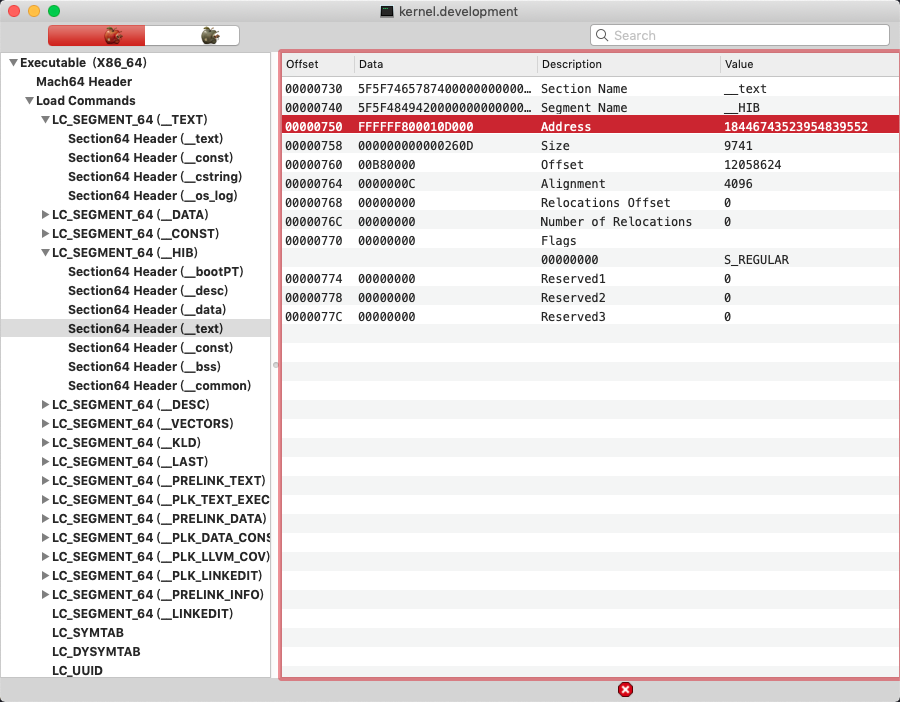 kernel.development
Search
Executable (X86_64)
Mach64 Header
Load Commands
LC_SEGMENT_64 (__TEXT)
Section64 Header (__text)
Section64 Header (__const)
Section64 Header (__cstring)
Section64 Header (__os_log)
LC_SEGMENT_64 (__DATA)
LC_SEGMENT_64 (__CONST)
LC_SEGMENT_64 (__HIB)
Section64 Header (__bootPT)
Section64 Header (__desc)
Section64 Header (__data)
Section64 Header (__text)
Section64 Header (__const)
Section64 Header (__bss)
Section64 Header (__common)
LC_SEGMENT_64 (__DESC)
LC_SEGMENT_64 (__VECTORS)
LC_SEGMENT_64 (__KLD)
LC_SEGMENT_64 (__LAST)
LC_SEGMENT_64 (__PRELINK_TEXT)
LC_SEGMENT_64 (__PLK_TEXT_EXEC
LC_SEGMENT_64 (__PRELINK_DATA)
LC_SEGMENT_64 (__PLK_DATA_CONS
LC_SEGMENT_64 (__PLK_LLVM_COV)
LC_SEGMENT_64 (__PLK_LINKEDIT)
LC_SEGMENT_64 (__PRELINK_INFO)
LC_SEGMENT_64 (__LINKEDIT)
LC_SYMTAB
LC_DYSYMTAB
LC_UUID
Offset Data Description Value
00000730 5F5F7465787400000000000000... Section Name __text
00000740 5F5F4849420000000000000000... Segment Name __HIB
00000750 FFFFFF800010D000 Address 18446743523954839552
00000758 000000000000260D Size 9741
00000760 00B80000 Offset 12058624
00000764 0000000C Alignment 4096
00000768 00000000 Relocations Offset 0
0000076C 00000000 Number of Relocations 0
00000770 00000000 Flags
00000000 S_REGULAR
00000774 00000000 Reserved1 0
00000778 00000000 Reserved2 0
0000077C 00000000 Reserved3 0